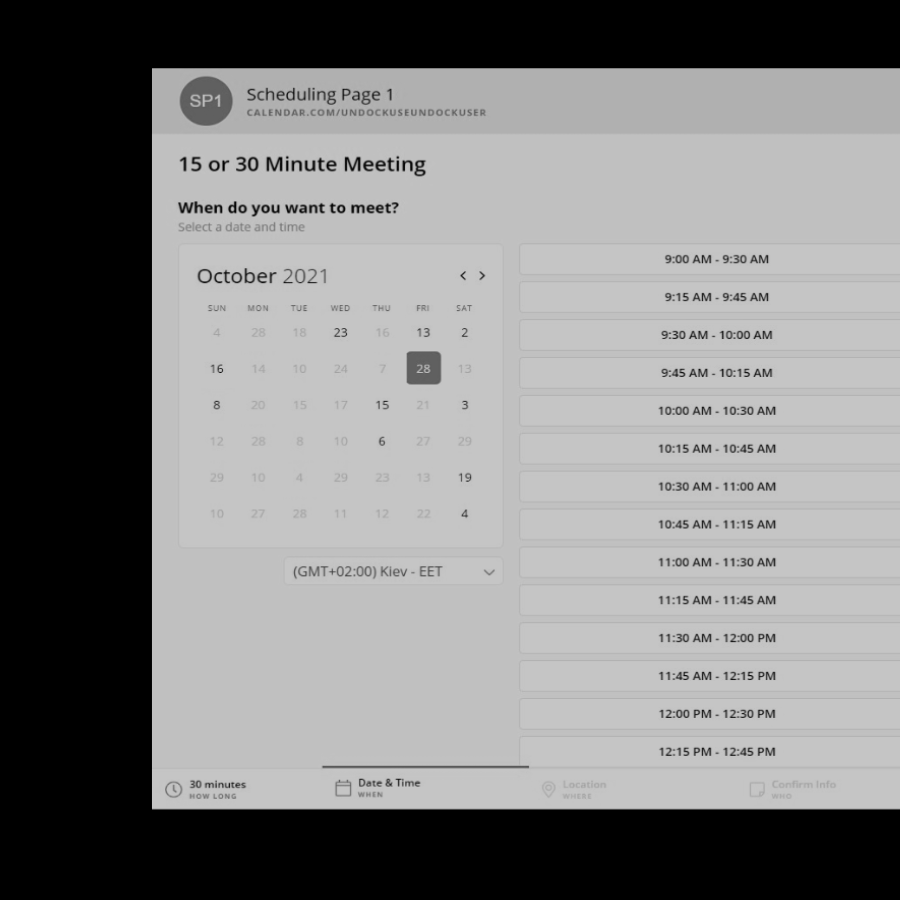 SP1
Scheduling Page 1
CALENDAR.COM/UNDOCKUSEUNDOCKUSER
15 or 30 Minute Meeting
When do you want to meet?
Select a date and time
October 2021
SUN MON TUE WED THU FRI SAT
4 28 18 23 16 13 2
16 14 10 24 7 28 13
8 20 15 17 15 21 3
12 28 8 10 6 27 29
29 10 4 29 23 13 19
10 27 28 11 12 22 4
(GMT+02:00) Kiev - EET
9:00 AM - 9:30 AM
9:15 AM - 9:45 AM
9:30 AM - 10:00 AM
9:45 AM - 10:15 AM
10:00 AM - 10:30 AM
10:15 AM - 10:45 AM
10:30 AM - 11:00 AM
10:45 AM - 11:15 AM
11:00 AM - 11:30 AM
11:15 AM - 11:45 AM
11:30 AM - 12:00 PM
11:45 AM - 12:15 PM
12:00 PM - 12:30 PM
12:15 PM - 12:45 PM
30 minutes
HOW LONG
Date & Time
WHEN
Location
WHERE
Confirm Info
WHO